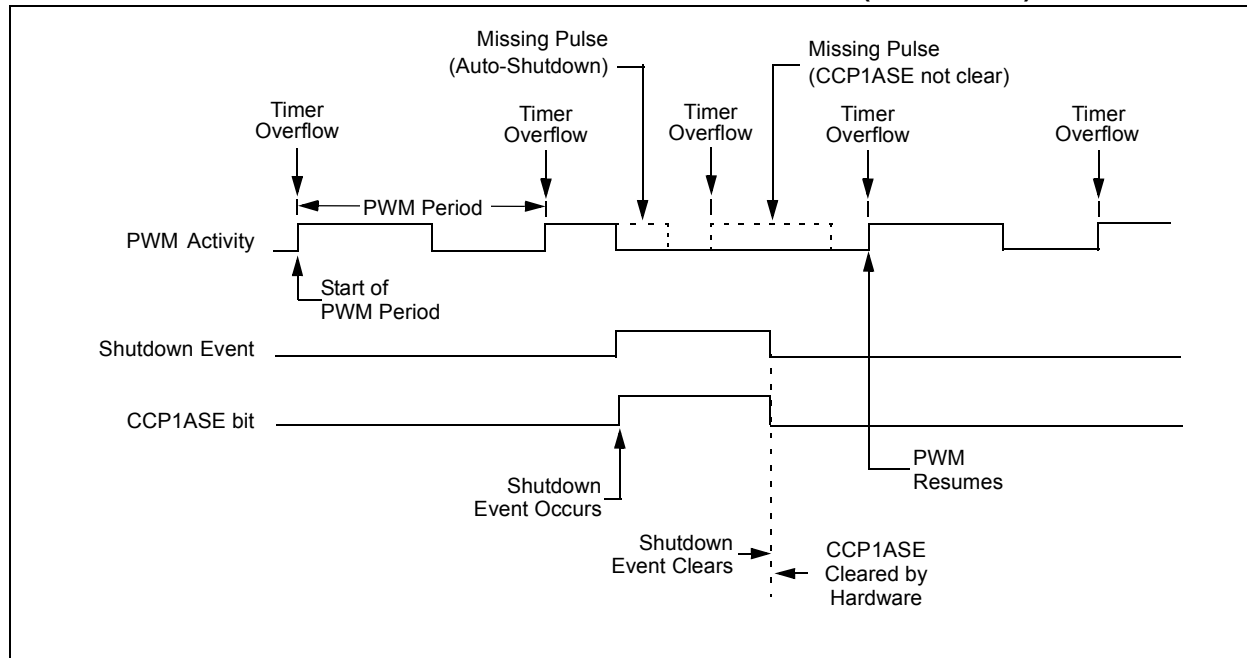 Missing Pulse
(Auto-Shutdown)
Missing Pulse
(CCP1ASE not clear)
Timer
Overflow
Timer
Overflow
Timer
Overflow
Timer
Overflow
Timer
Overflow
PWM Period
PWM Activity
Start of
PWM Period
Shutdown Event
CCP1ASE bit
PWM
Resumes
Shutdown
Event Occurs
Shutdown
Event Clears
CCP1ASE
Cleared by
Hardware